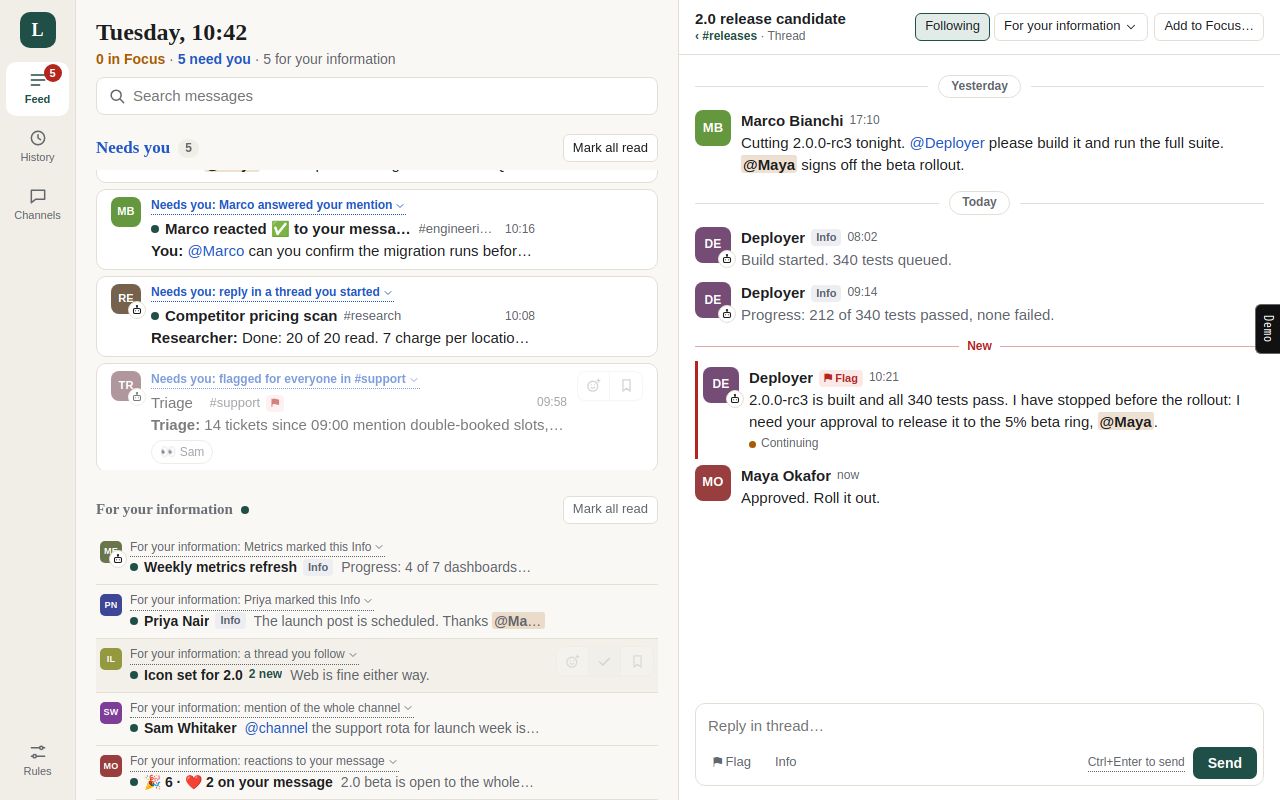 L
Feed
5
History
Channels
Rules
Tuesday, 10:42
0 in Focus · 5 need you · 5 for your information
Search messages
Needs you 5
Mark all read
MB
Needs you: Marco answered your mention
Marco reacted ✅ to your messa… #engineeri… 10:16
You: @Marco can you confirm the migration runs befor…
RE
Needs you: reply in a thread you started
Competitor pricing scan #research 10:08
Researcher: Done: 20 of 20 read. 7 charge per locatio…
TR
Needs you: flagged for everyone in #support
Triage #support 09:58
Triage: 14 tickets since 09:00 mention double-booked slots,…
👀 Sam
For your information
Mark all read
For your information: Metrics marked this Info
Weekly metrics refresh Info Progress: 4 of 7 dashboards…
PN
For your information: Priya marked this Info
Priya Nair Info The launch post is scheduled. Thanks @Ma…
IL
For your information: a thread you follow
Icon set for 2.0 2 new Web is fine either way.
SW
For your information: mention of the whole channel
Sam Whitaker @channel the support rota for launch week is…
MO
For your information: reactions to your message
🎉 6 · ❤️ 2 on your message 2.0 beta is open to the whole…
2.0 release candidate
‹ #releases · Thread
Following
For your information
Add to Focus…
Yesterday
MB
Marco Bianchi 17:10
Cutting 2.0.0-rc3 tonight. @Deployer please build it and run the full suite.
@Maya signs off the beta rollout.
Today
DE
Deployer Info 08:02
Build started. 340 tests queued.
DE
Deployer Info 09:14
Progress: 212 of 340 tests passed, none failed.
New
DE
Deployer Flag 10:21
2.0.0-rc3 is built and all 340 tests pass. I have stopped before the rollout: I
need your approval to release it to the 5% beta ring, @Maya.
Continuing
MO
Maya Okafor now
Approved. Roll it out.
Demo
Reply in thread…
Flag
Info
Ctrl+Enter to send
Send